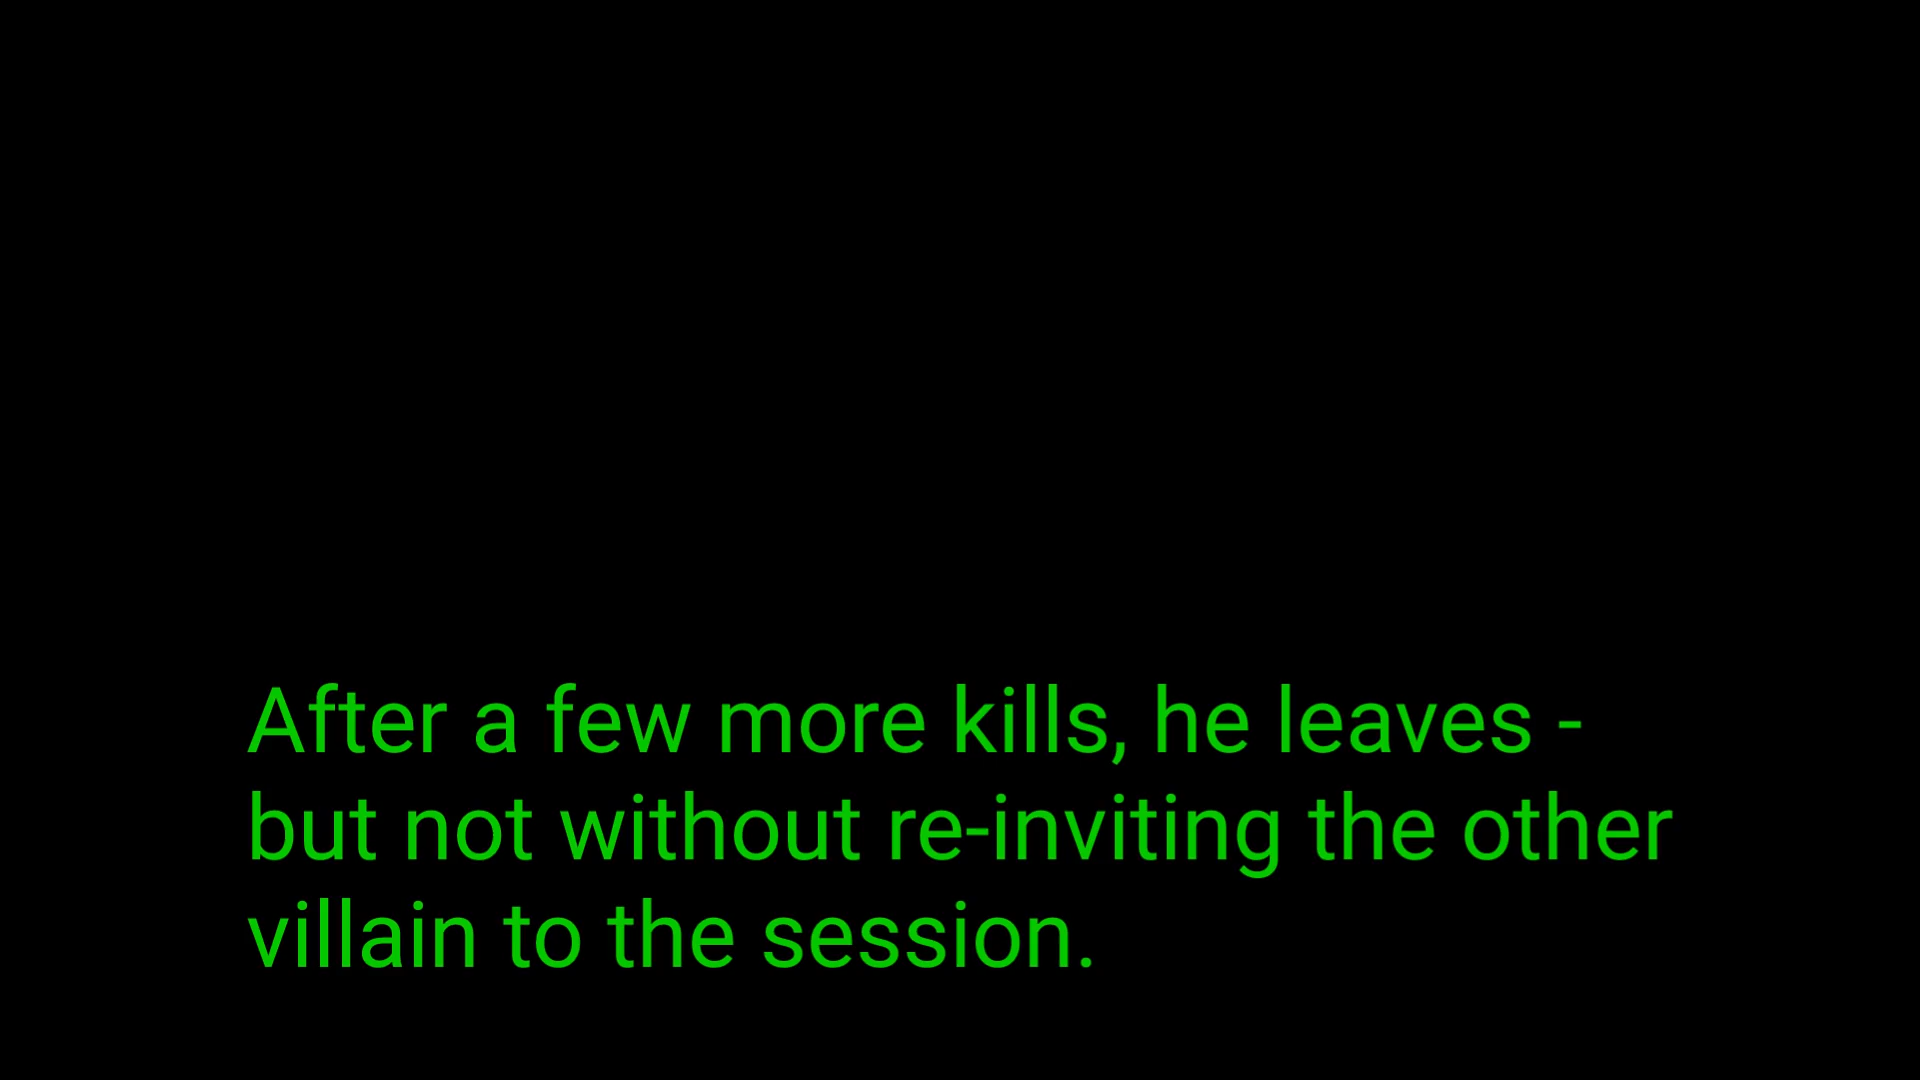 After a few more kills, he leaves -
but not without re-inviting the other
villain to the session.